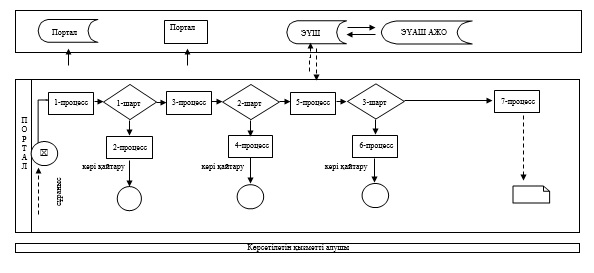 Портал
Портал
ЭҮШ
ЭҮАШ АЖО
ПОРТАЛ
1-процесс
1-шарт
3-процесс
2-шарт
5-процесс
3-шарт
7-процесс
2-процесс
4-процесс
6-процесс
кері қайтару
кері қайтару
кері қайтару
сұраныс
Көрсетілетін қызметті алушы